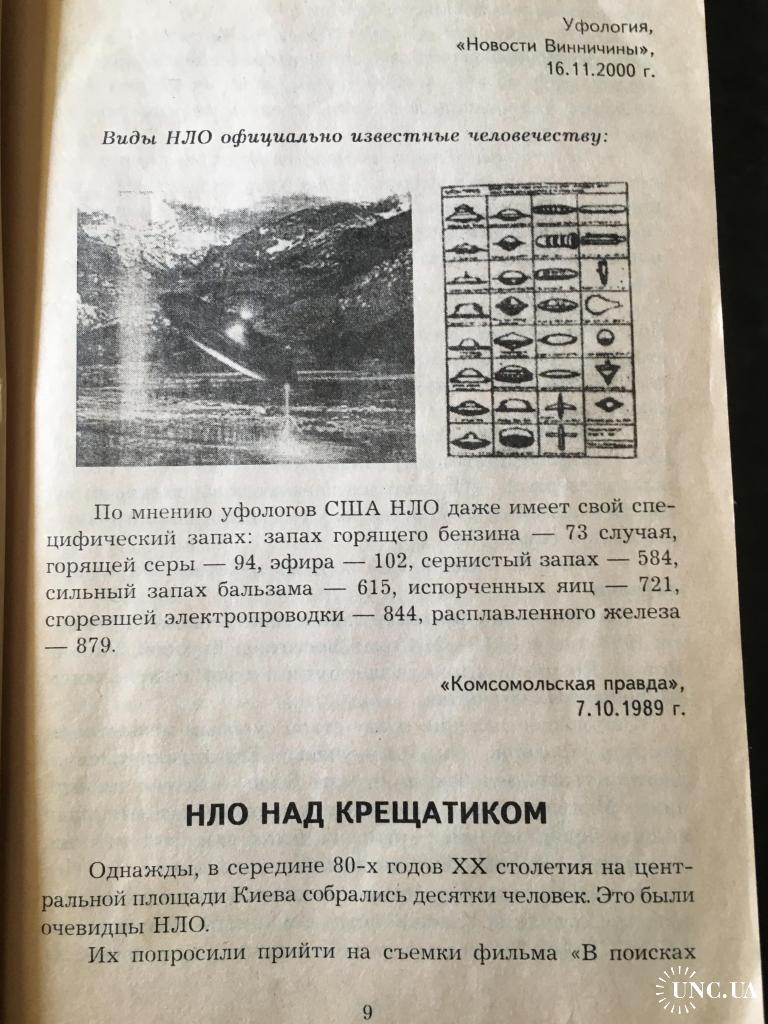 Уфология,
«Новости Винничины»,
16.11.2000 г.
Виды НЛО официально известные человечеству:
По мнению уфологов США НЛО даже имеет свой спе-
цифический запах: запах горящего бензина — 73 случая,
горящей серы — 94, эфира — 102, сернистый запах — 584,
сильный запах бальзама — 615, испорченных яиц — 721,
сгоревшей электропроводки — 844, расплавленного железа
— 879.
«Комсомольская правда»,
7.10.1989 г.
НЛО НАД КРЕЩАТИКОМ
Однажды, в середине 80-х годов XX столетия на цент-
ральной площади Киева собрались десятки человек. Это были
очевидцы НЛО.
Их попросили прийти на съемки фильма «В поисках
9
UNC.UA